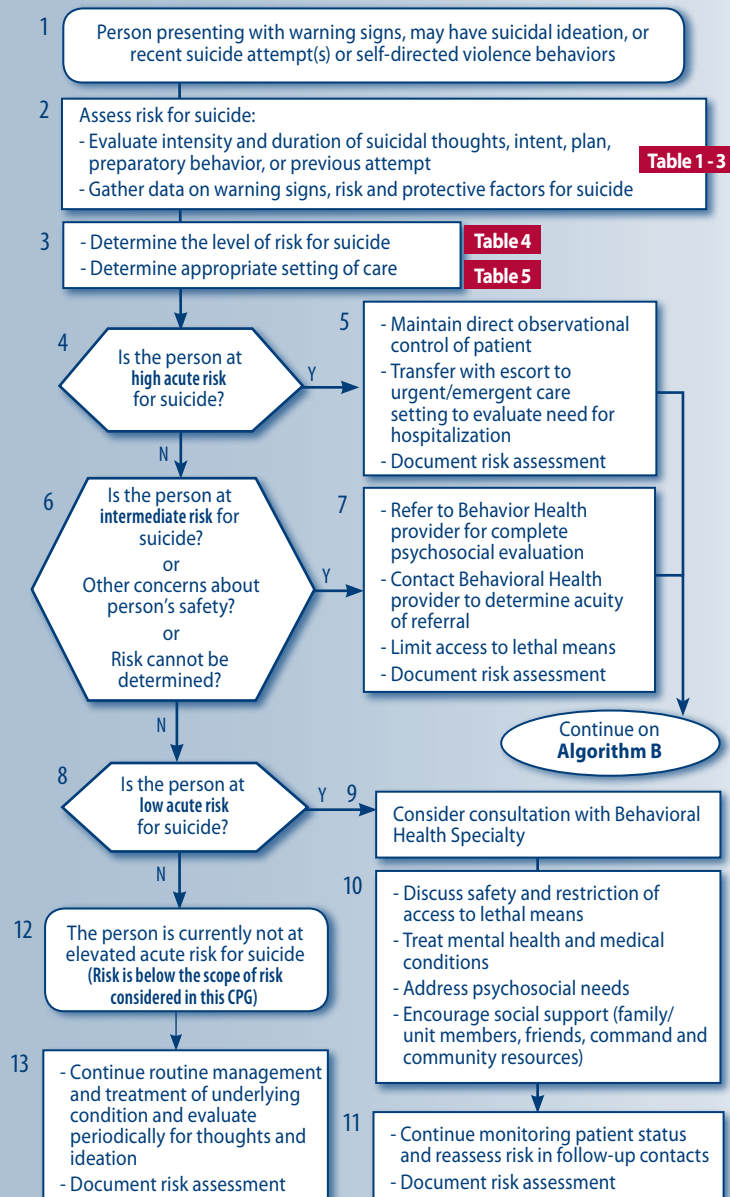 1
Person presenting with warning signs, may have suicidal ideation, or
recent suicide attempt(s) or self-directed violence behaviors
2
Assess risk for suicide:
- Evaluate intensity and duration of suicidal thoughts, intent, plan,
preparatory behavior, or previous attempt
- Gather data on warning signs, risk and protective factors for suicide
Table 1 - 3
3
- Determine the level of risk for suicide
- Determine appropriate setting of care
Table 4
Table 5
4
Is the person at
high acute risk
for suicide?
Y
N
5
- Maintain direct observational
control of patient
- Transfer with escort to
urgent/emergent care
setting to evaluate need for
hospitalization
- Document risk assessment
6
Is the person at
intermediate risk for
suicide?
or
Other concerns about
person's safety?
or
Risk cannot be
determined?
Y
N
7
- Refer to Behavior Health
provider for complete
psychosocial evaluation
- Contact Behavioral Health
provider to determine acuity
of referral
- Limit access to lethal means
- Document risk assessment
Continue on
Algorithm B
8
Is the person at
low acute risk
for suicide?
Y
N
9
Consider consultation with Behavioral
Health Specialty
10
- Discuss safety and restriction of
access to lethal means
- Treat mental health and medical
conditions
- Address psychosocial needs
- Encourage social support (family/
unit members, friends, command and
community resources)
11
- Continue monitoring patient status
and reassess risk in follow-up contacts
- Document risk assessment
12
The person is currently not at
elevated acute risk for suicide
(Risk is below the scope of risk
considered in this CPG)
13
- Continue routine management
and treatment of underlying
condition and evaluate
periodically for thoughts and
ideation
- Document risk assessment